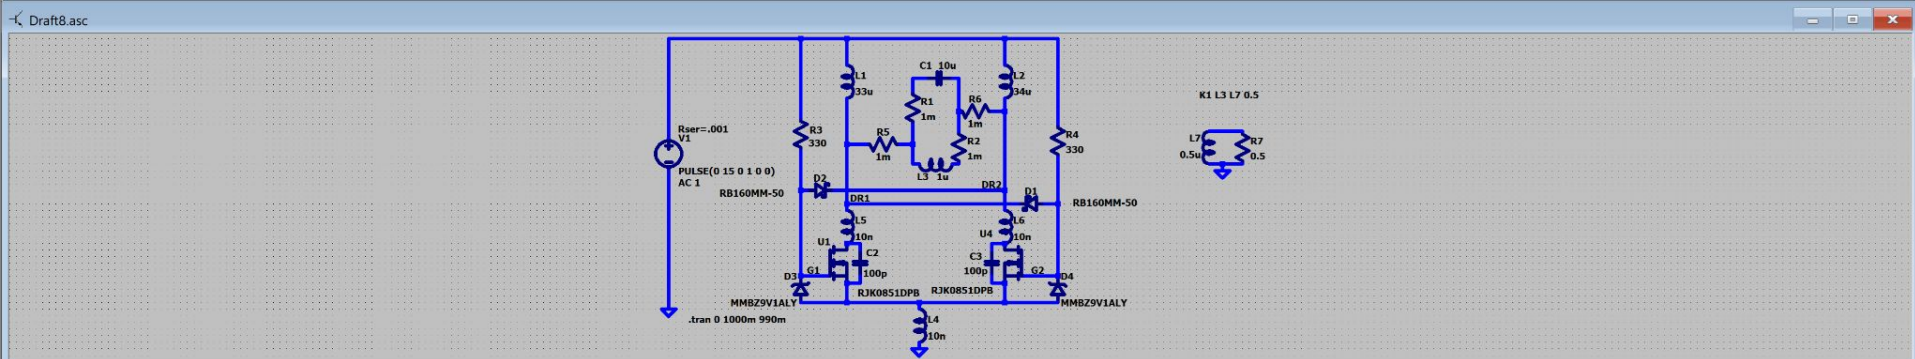 Draft8.asc
C1 10u
L1
33u
L2
34u
K1 L3 L7 0.5
R1
1m
R6
1m
Rser=.001
V1
R3
330
R5
1m
R2
1m
R4
330
L7
0.5u
R7
0.5
L3 1u
PULSE(0 15 0 1 0 0)
AC 1
D2
RB160MM-50
DR2
D1
DR1
RB160MM-50
L5
10n
L6
10n
U1
U4
C2
100p
C3
100p
D3
G1
G2
D4
RJK0851DPB
RJK0851DPB
MMBZ9V1ALY
MMBZ9V1ALY
.tran 0 1000m 990m
L4
10n